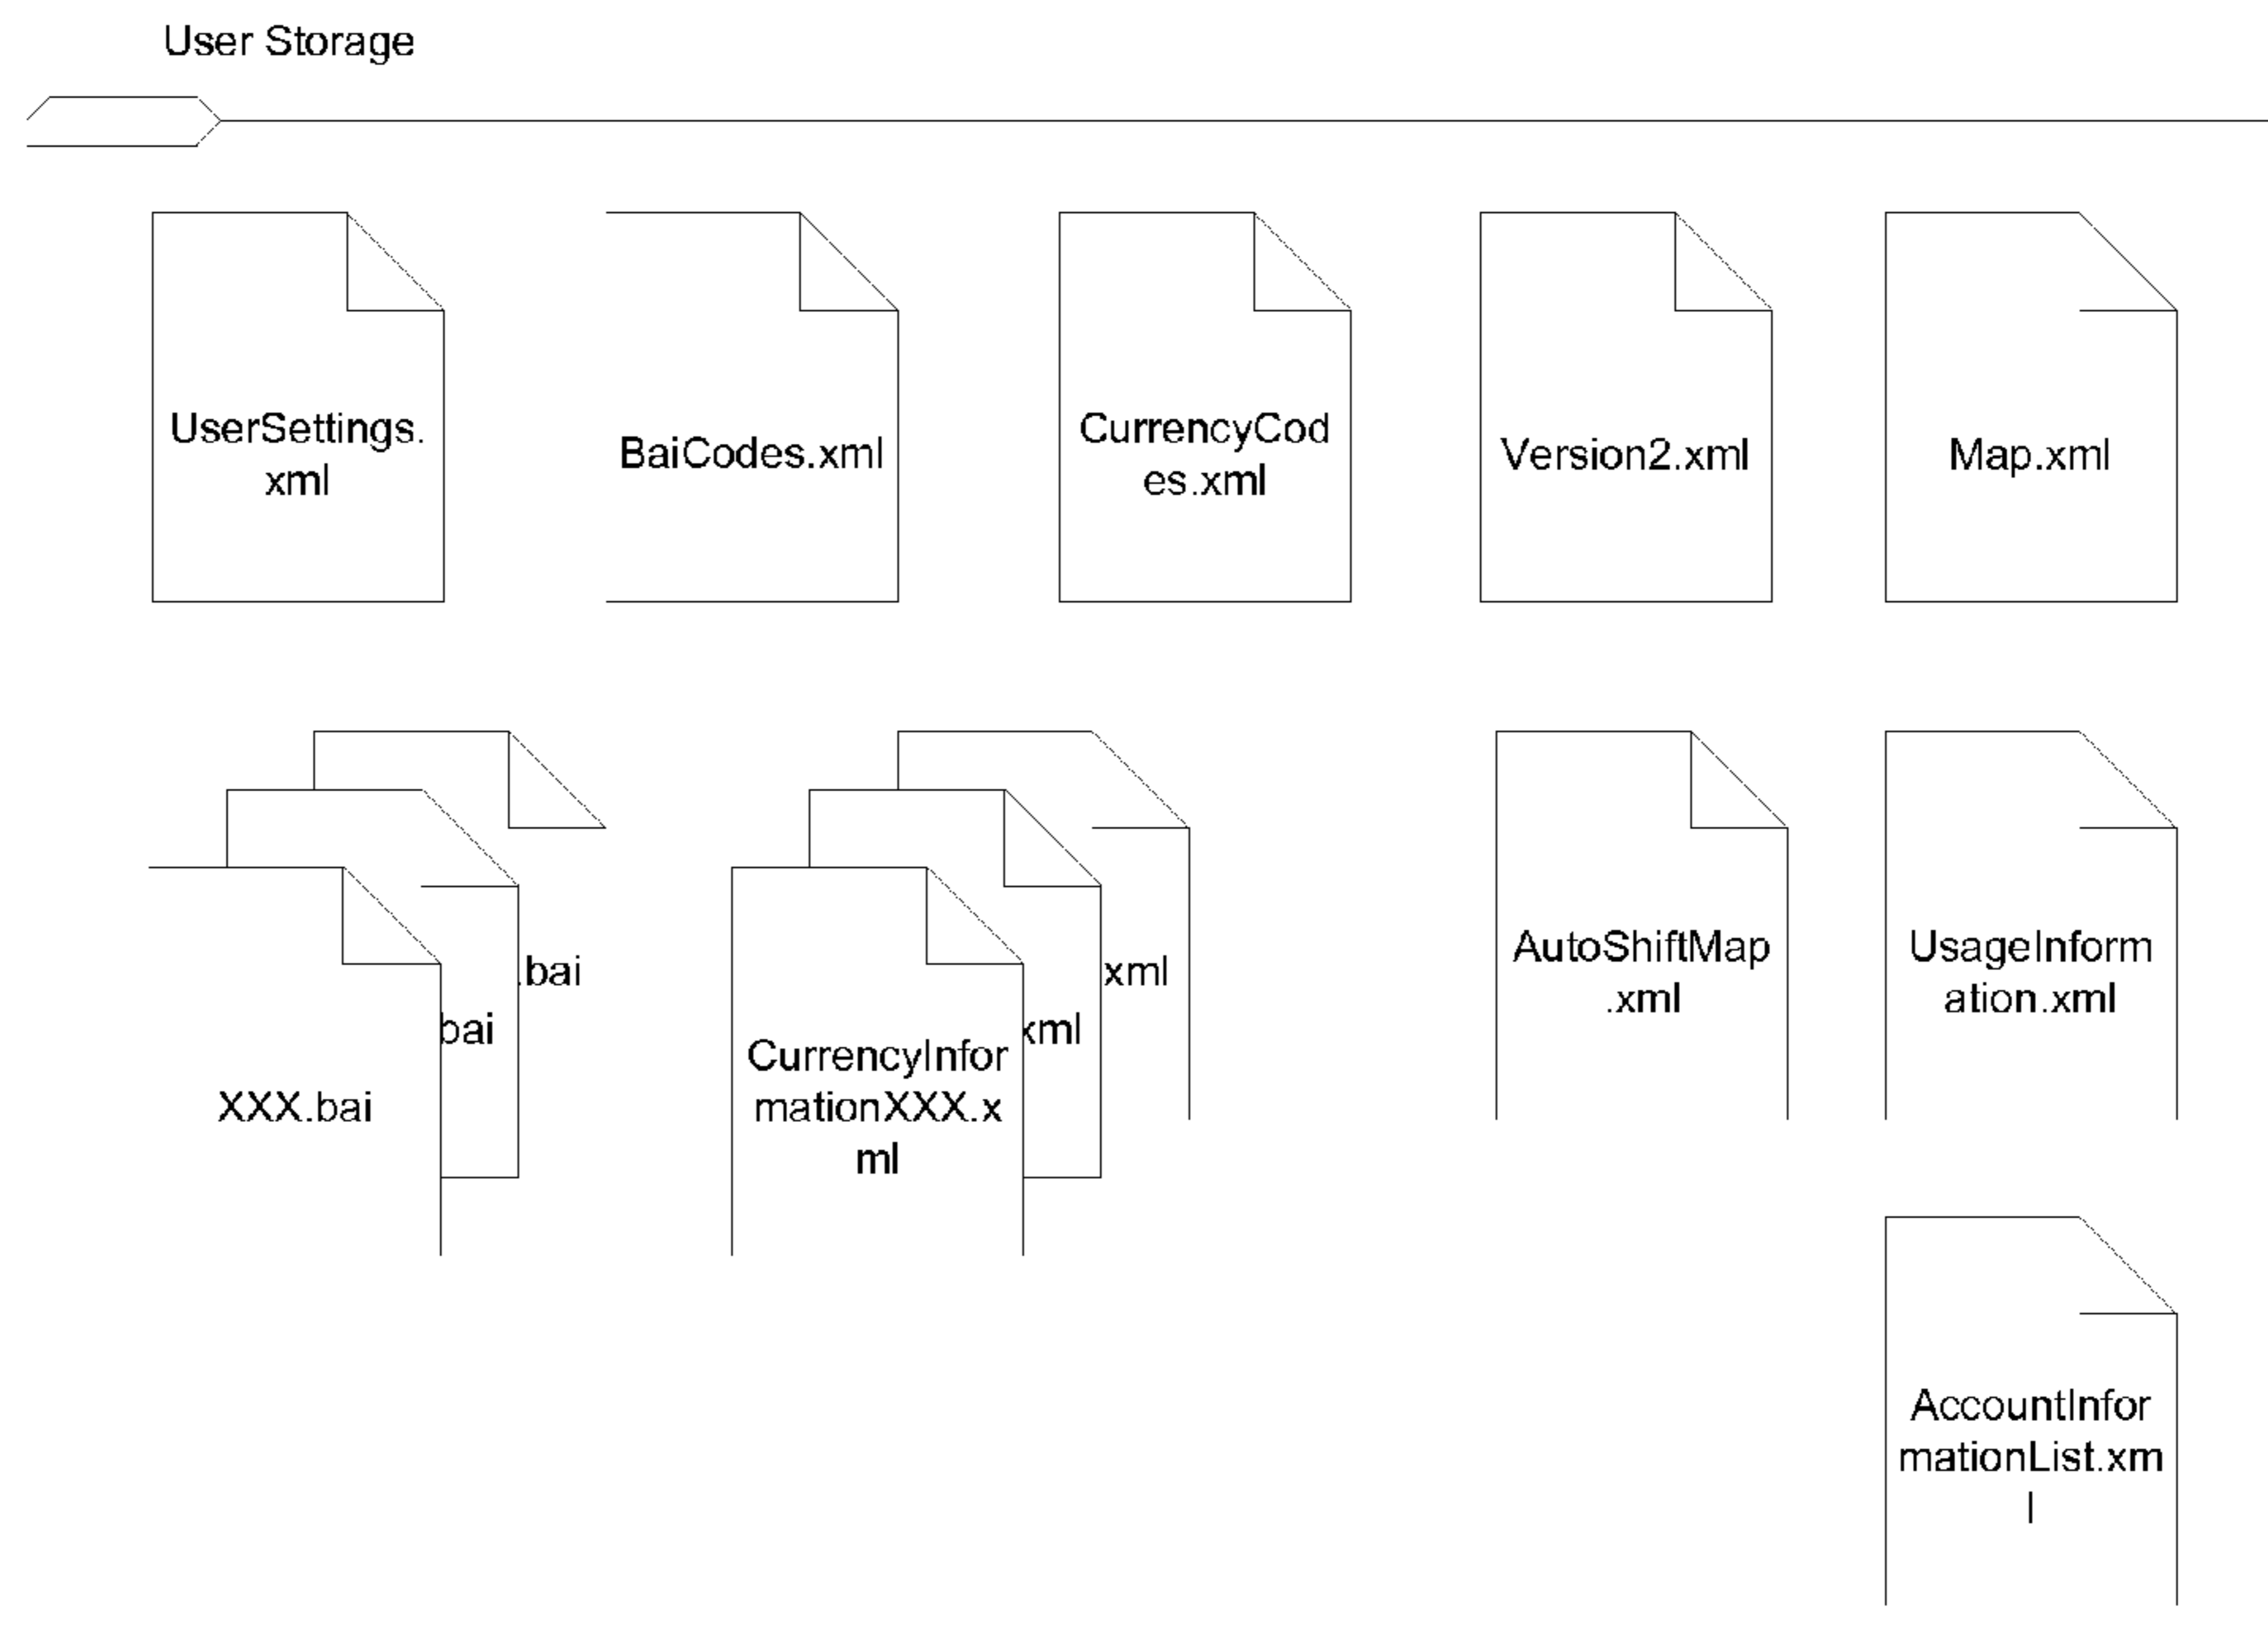 User Storage
UserSettings.
xml
BaiCodes.xml
CurrencyCod
es.xml
Version2.xml
Map.xml
.bai
bai
XXX.bai
xml
xml
CurrencyInfor
mationXXX.x
ml
AutoShiftMap
.xml
UsageInform
ation.xml
AccountInfor
mationList.xm
l